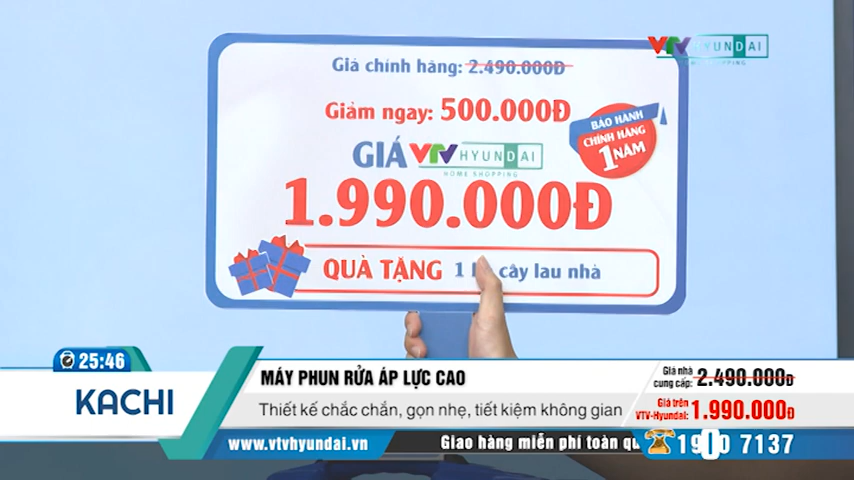 VTV HYUNDAI
HOME SHOPPING
Giá chính hãng: 2.490.000Đ
Giảm ngay: 500.000Đ
BẢO HÀNH
CHÍNH HÃNG
1 NĂM
GIÁ VTV HYUNDAI
HOME SHOPPING
1.990.000Đ
QUÀ TẶNG 1 cây lau nhà
25:46
KACHI
MÁY PHUN RỬA ÁP LỰC CAO
Thiết kế chắc chắn, gọn nhẹ, tiết kiệm không gian
Giá nhà
cung cấp: 2.490.000Đ
Giá trên
VTV-Hyundai: 1.990.000Đ
www.vtvhyundai.vn
Giao hàng miễn phí toàn
7137